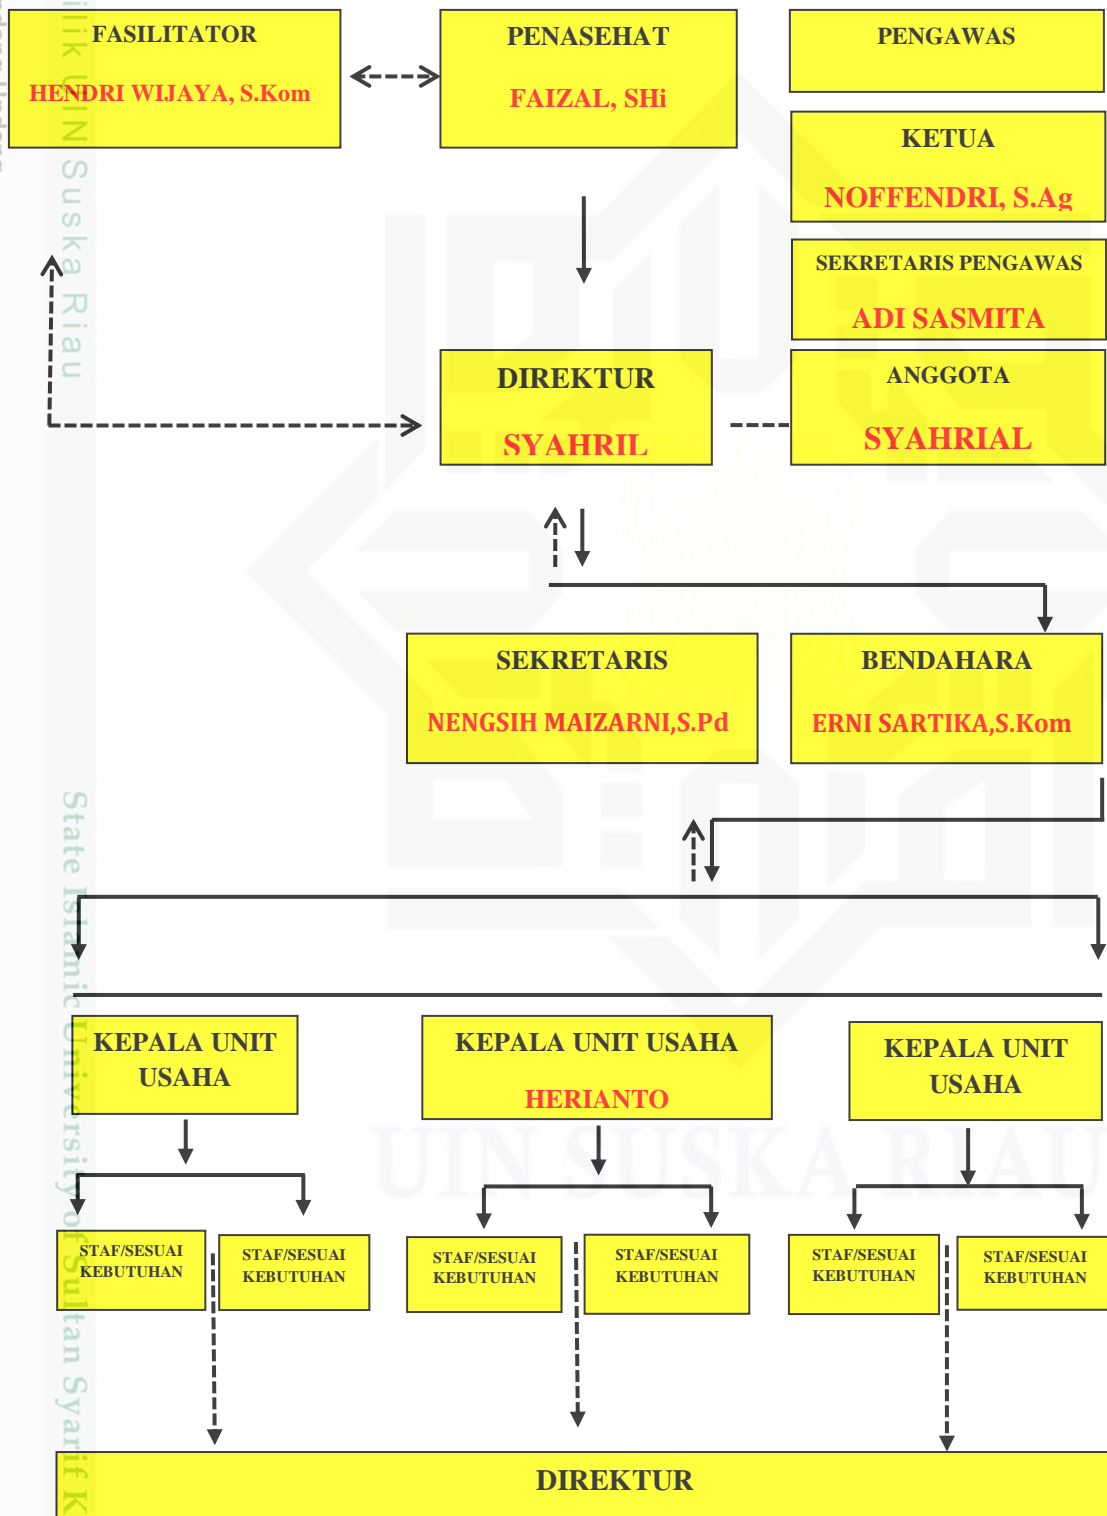 FASILITATOR
HENDRI WIJAYA, S.Kom
PENASEHAT
FAIZAL, SHi
PENGAWAS
KETUA
NOFFENDRI, S.Ag
SEKRETARIS PENGAWAS
ADI SASMITA
DIREKTUR
SYAHRIL
ANGGOTA
SYAHRIAL
SEKRETARIS
NENGSIH MAIZARNI,S.Pd
BENDAHARA
ERNI SARTIKA,S.Kom
KEPALA UNIT
USAHA
KEPALA UNIT USAHA
HERIANTO
KEPALA UNIT
USAHA
STAF/SESUAI
KEBUTUHAN
STAF/SESUAI
KEBUTUHAN
STAF/SESUAI
KEBUTUHAN
STAF/SESUAI
KEBUTUHAN
STAF/SESUAI
KEBUTUHAN
STAF/SESUAI
KEBUTUHAN
DIREKTUR
UIN SUSKA RIAU
ilik UIN Suska Riau
State Islamic University of Sultan Syarif K